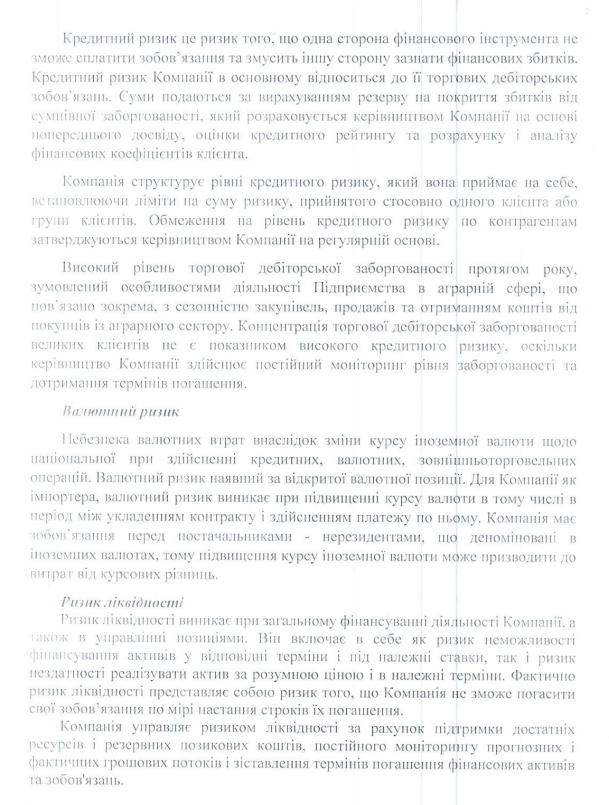 Кредитний ризик це ризик того, що одна сторона фінансового інструмента не
зможе сплатити зобов'язання та змусить іншу сторону зазнати фінансових збитків.
Кредитний ризик Компанії в основному відноситься до її торгових дебіторських
зобов'язань. Суми подаються за вирахуванням резерву на покриття збитків від
сумнівної заборгованості, який розраховується керівництвом Компанії на основі
попереднього досвіду, оцінки кредитного рейтингу та розрахунку і аналізу
фінансових коефіцієнтів клієнта.
Компанія структурує рівні кредитного ризику, який вона приймає на себе,
встановлюючи ліміти на суму ризику, прийнятого стосовно одного клієнта або
групи клієнтів. Обмеження на рівень кредитного ризику по контрагентам
затверджуються керівництвом Компанії на регулярній основі.
Високий рівень торгової дебіторської заборгованості протягом року,
зумовлений особливостями діяльності Підприємства в аграрній сфері, що
пов'язано зокрема, з сезонністю закупівель, продажів та отриманням коштів від
покупців із аграрного сектору. Концентрація торгової дебіторської заборгованості
великих клієнтів не є показником високого кредитного ризику, оскільки
керівництво Компанії здійснює постійний моніторинг рівня заборгованості та
дотримання термінів погашення.
Валютний ризик
Небезпека валютних втрат внаслідок зміни курсу іноземної валюти щодо
національної при здійсненні кредитних, валютних, зовнішньоторговельних
операцій. Валютний ризик наявний за відкритої валютної позиції. Для Компанії як
імпортера, валютний ризик виникає при підвищенні курсу валюти в тому числі в
період між укладенням контракту і здійсненням платежу по ньому. Компанія має
зобов'язання перед постачальниками - нерезидентами, що деноміновані в
іноземних валютах, тому підвищення курсу іноземної валюти може призводити до
витрат від курсових різниць.
Ризик ліквідності
Ризик ліквідності виникає при загальному фінансуванні діяльності Компанії, а
також в управлінні позиціями. Він включає в себе як ризик неможливості
фінансування активів у відповідні терміни і під належні ставки, так і ризик
нездатності реалізувати актив за розумною ціною і в належні терміни. Фактично
ризик ліквідності представляє собою ризик того, що Компанія не зможе погасити
свої зобов'язання по мірі настання строків їх погашення.
Компанія управляє ризиком ліквідності за рахунок підтримки достатніх
ресурсів і резервних позикових коштів, постійного моніторингу прогнозних і
фактичних грошових потоків і зіставлення термінів погашення фінансових активів
та зобов'язань.